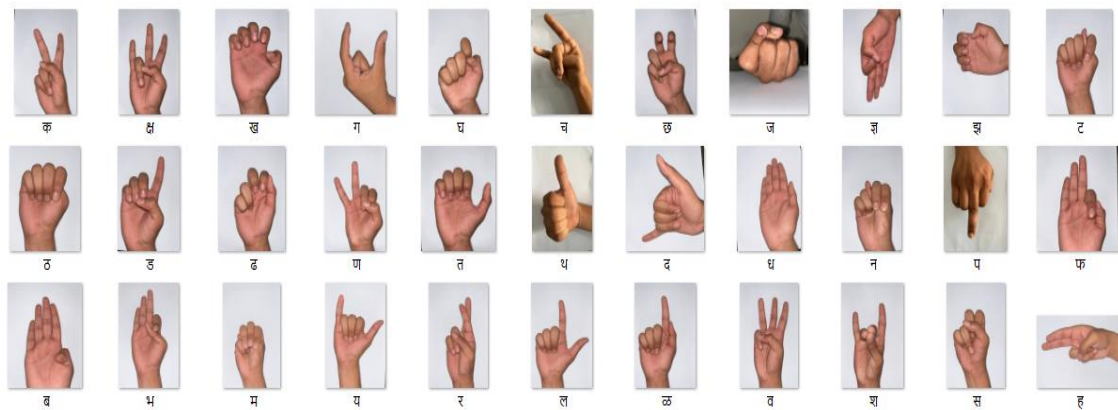 क क्ष ख ग घ च छ ज ज्ञ झ ट
ठ ड ढ ण त थ द ध न प फ
ब भ म य र ल ळ व श स ह